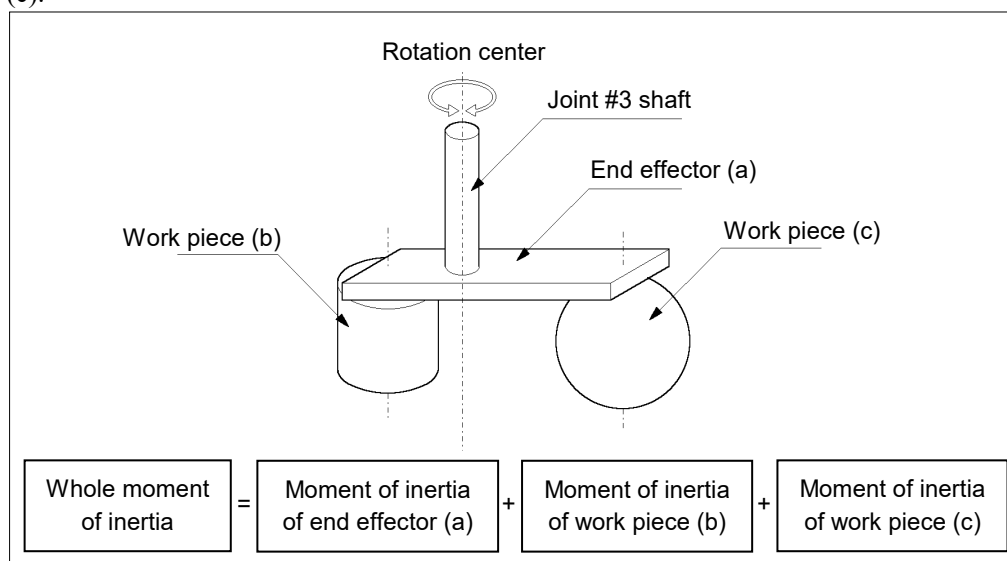 (c).
Rotation center
Joint #3 shaft
End effector (a)
Work piece (b)
Work piece (c)
Whole moment
of inertia
=
Moment of inertia
of end effector (a)
+
Moment of inertia
of work piece (b)
+
Moment of inertia
of work piece (c)